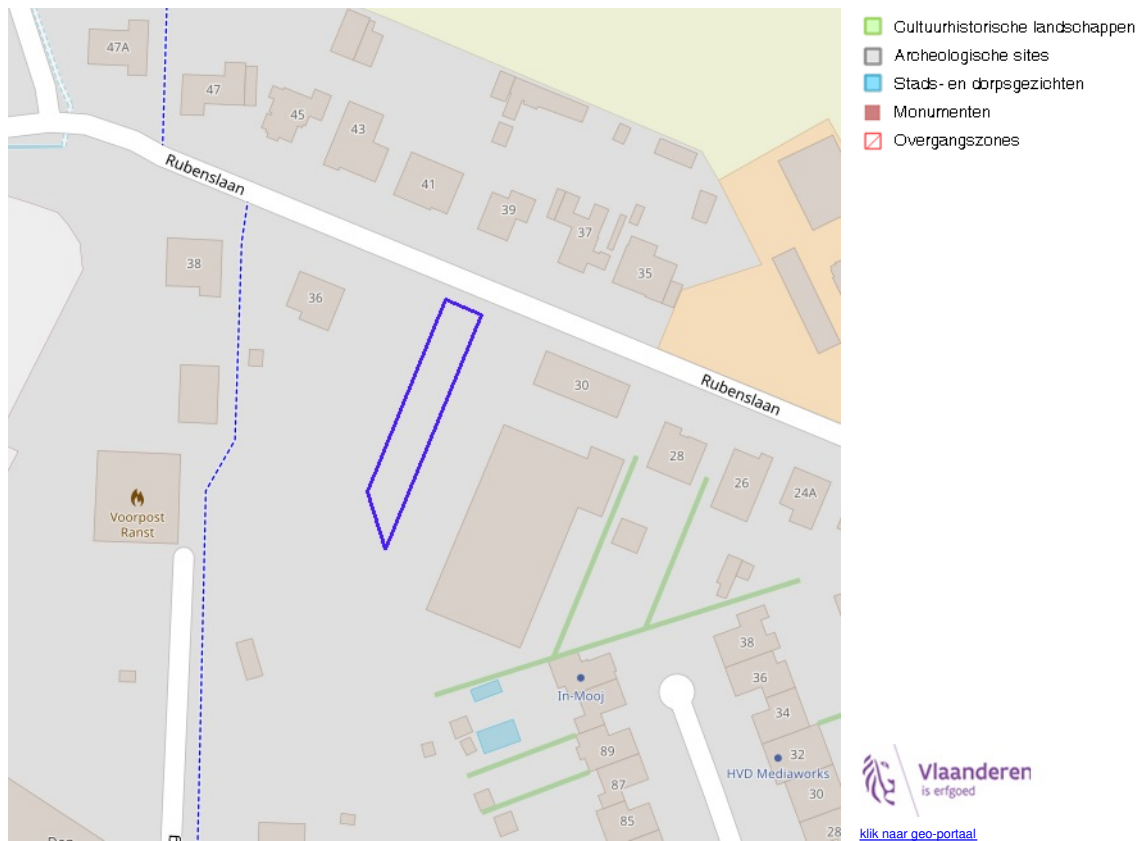 47A
47
45
43
41
39
37
35
Rubenslaan
38
36
30
Rubenslaan
28
26
24A
Voorpost
Ranst
38
36
34
32
30
28
In-Mooj
HVD Mediaworks
89
87
85
Cultuurhistorische landschappen
Archeologische sites
Stads- en dorpsgezichten
Monumenten
Overgangszones
Vlaanderen
is erfgoed
klik naar geo-portaal